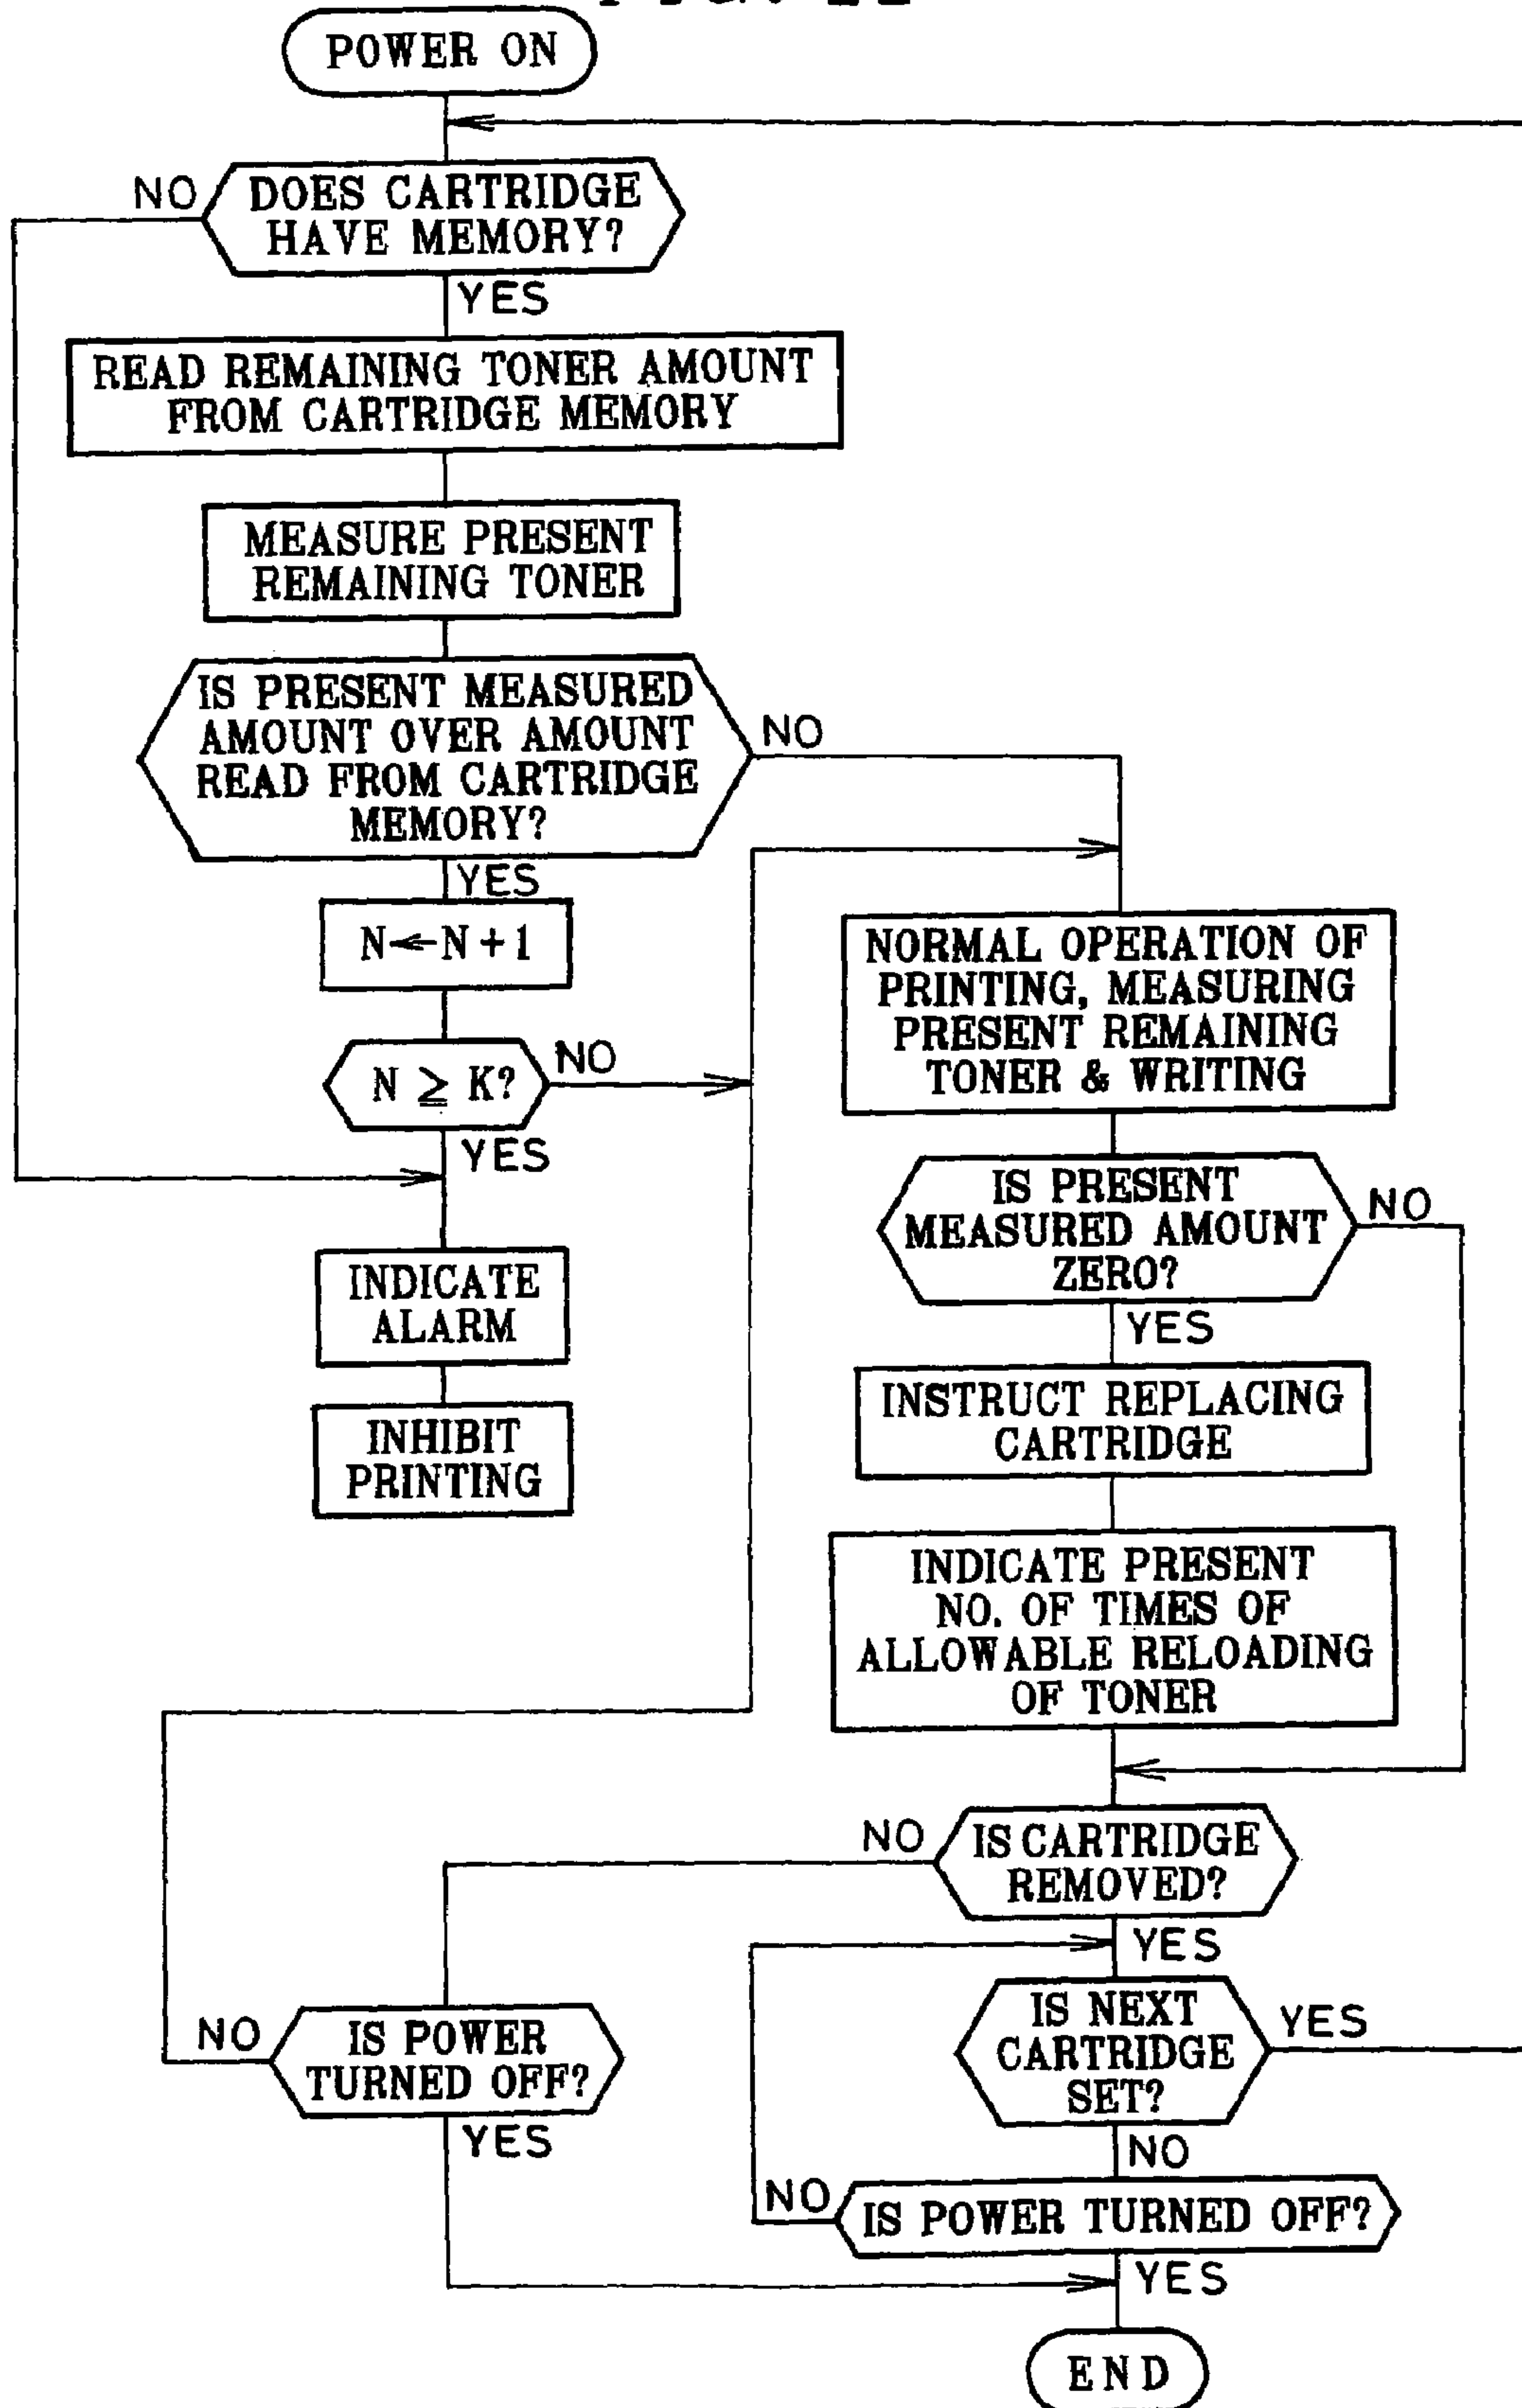 POWER ON
NO
DOES CARTRIDGE
HAVE MEMORY?
YES
READ REMAINING TONER AMOUNT
FROM CARTRIDGE MEMORY
MEASURE PRESENT
REMAINING TONER
IS PRESENT MEASURED
AMOUNT OVER AMOUNT
READ FROM CARTRIDGE
MEMORY?
NO
YES
N←N+1
N ≧ K?
NO
YES
INDICATE
ALARM
INHIBIT
PRINTING
NORMAL OPERATION OF
PRINTING, MEASURING
PRESENT REMAINING
TONER & WRITING
IS PRESENT
MEASURED AMOUNT
ZERO?
NO
YES
INSTRUCT REPLACING
CARTRIDGE
INDICATE PRESENT
NO. OF TIMES OF
ALLOWABLE RELOADING
OF TONER
NO
IS CARTRIDGE
REMOVED?
YES
NO
IS POWER
TURNED OFF?
YES
IS NEXT
CARTRIDGE
SET?
YES
NO
NO
IS POWER TURNED OFF?
YES
END